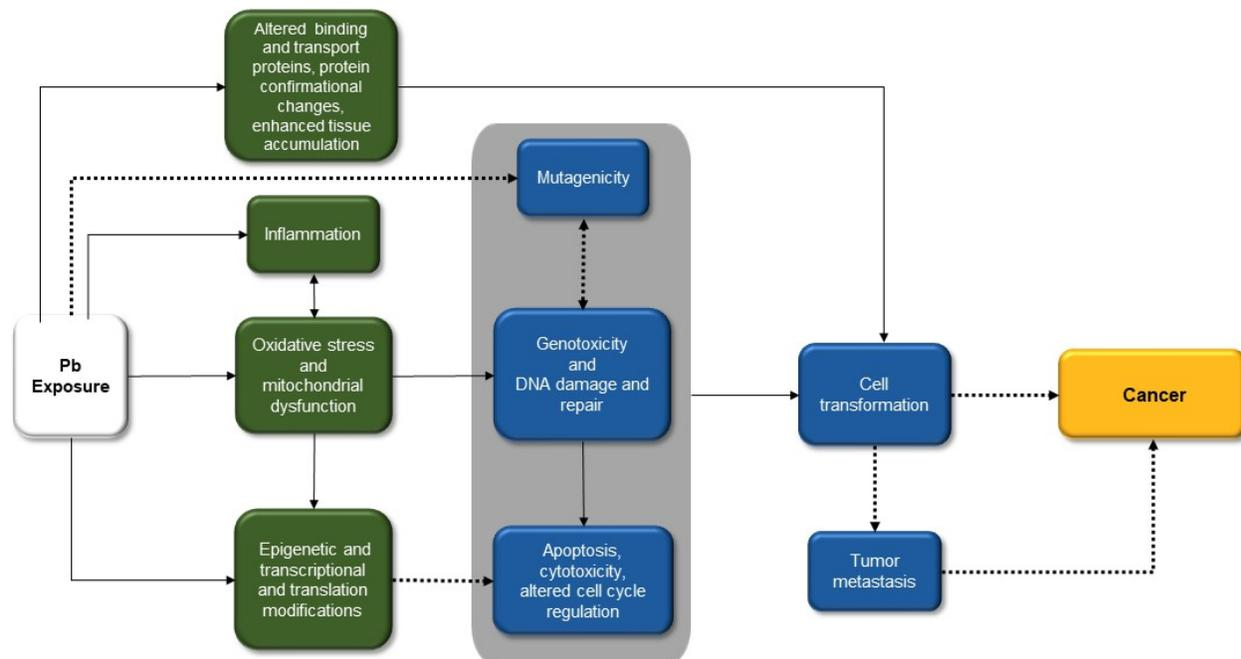 Altered binding
and transport
proteins, protein
confirmational
changes,
enhanced tissue
accumulation
Mutagenicity
Inflammation
Pb
Exposure
Oxidative stress
and
mitochondrial
dysfunction
Genotoxicity
and
DNA damage and
repair
Cell
transformation
Cancer
Epigenetic and
transcriptional
and translation
modifications
Apoptosis,
cytotoxicity,
altered cell cycle
regulation
Tumor
metastasis